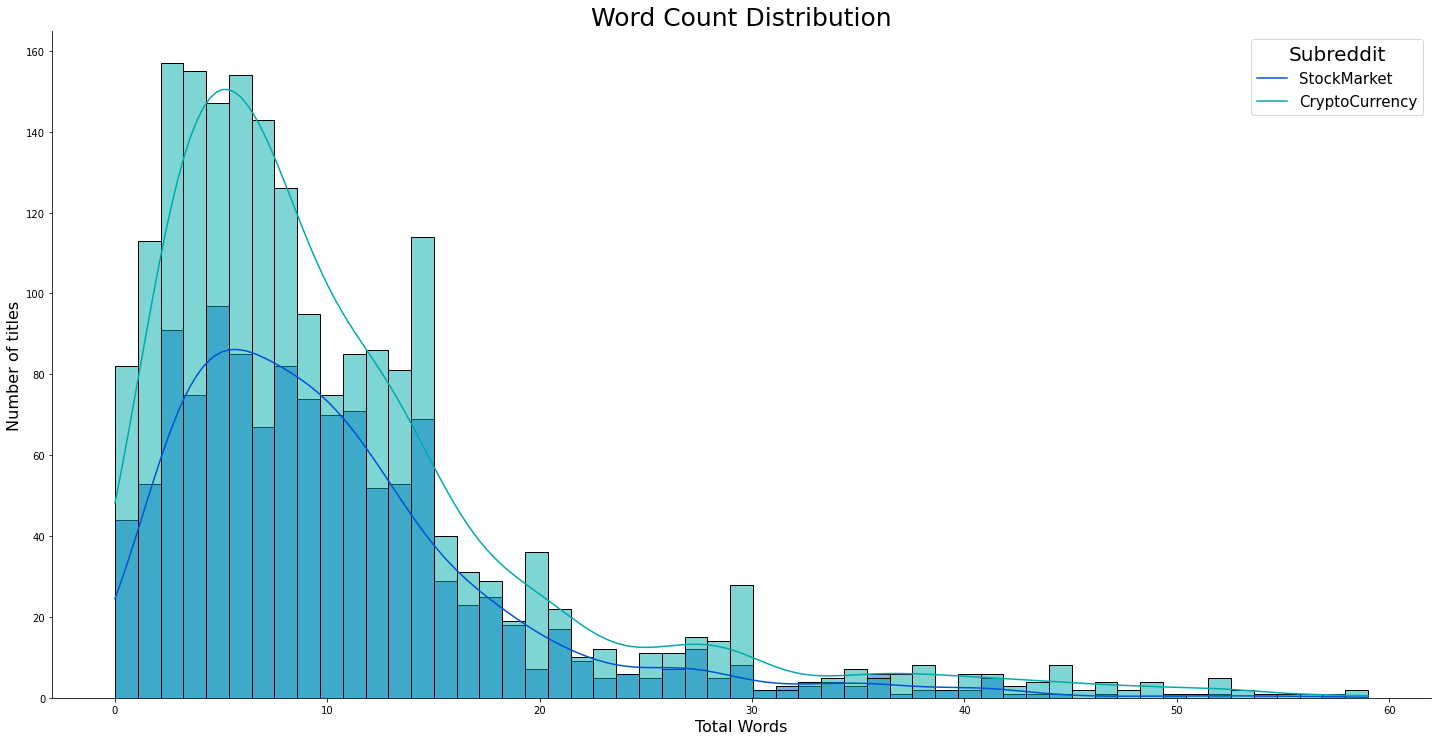 Word Count Distribution
Subreddit
StockMarket
CryptoCurrency
Number of titles
160
140
120
100
80
60
40
20
0
0 10 20 30 40 50 60
Total Words